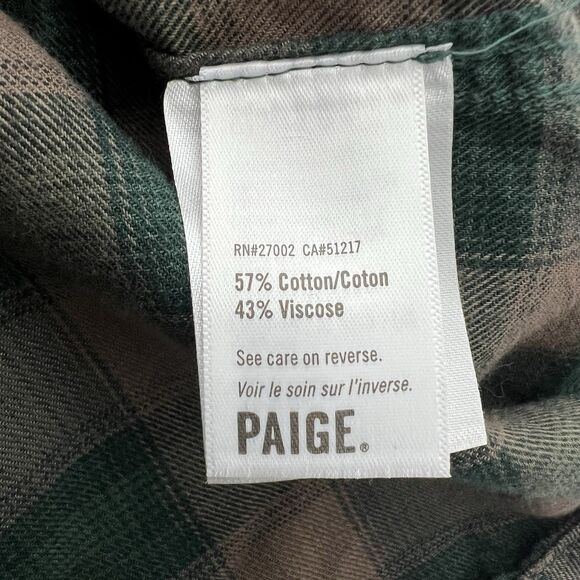 RN#27002 CA#51217
57% Cotton/Coton
43% Viscose
See care on reverse.
Voir le soin sur l'inverse.
PAIGE®